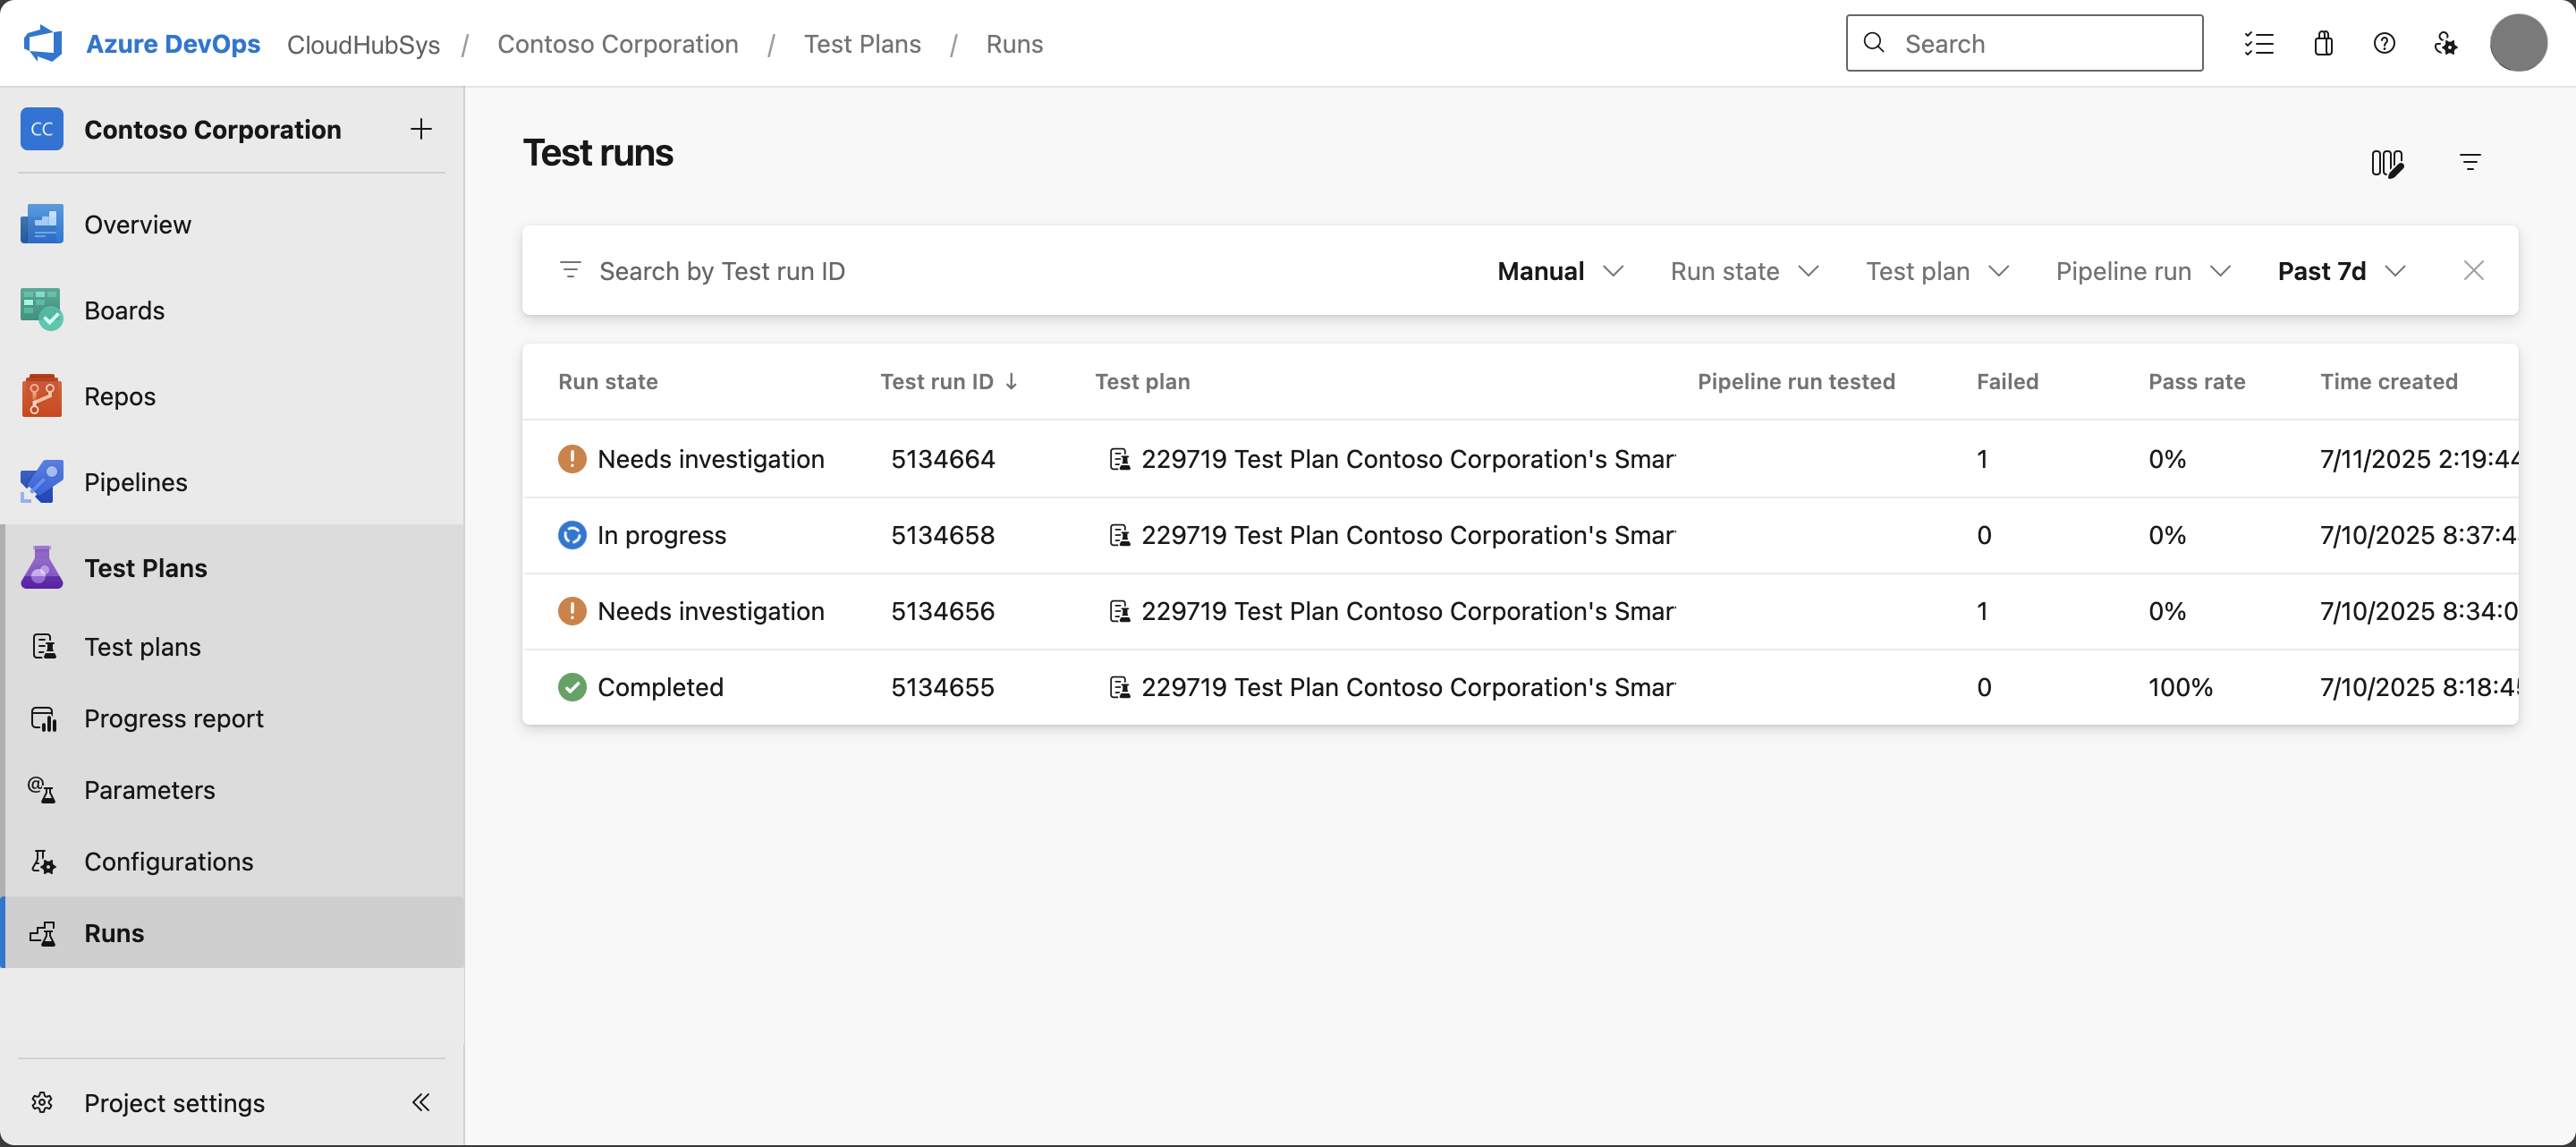 Azure DevOps CloudHubSys / Contoso Corporation / Test Plans / Runs Search
CC Contoso Corporation
Overview
Boards
Repos
Pipelines
Test Plans
Test plans
Progress report
Parameters
Configurations
Runs
Project settings
Test runs
Search by Test run ID Manual Run state Test plan Pipeline run Past 7d
Run state Test run ID Test plan Pipeline run tested Failed Pass rate Time created
Needs investigation 5134664 229719 Test Plan Contoso Corporation's Smar 1 0% 7/11/2025 2:19:44
In progress 5134658 229719 Test Plan Contoso Corporation's Smar 0 0% 7/10/2025 8:37:4
Needs investigation 5134656 229719 Test Plan Contoso Corporation's Smar 1 0% 7/10/2025 8:34:0
Completed 5134655 229719 Test Plan Contoso Corporation's Smar 0 100% 7/10/2025 8:18:45